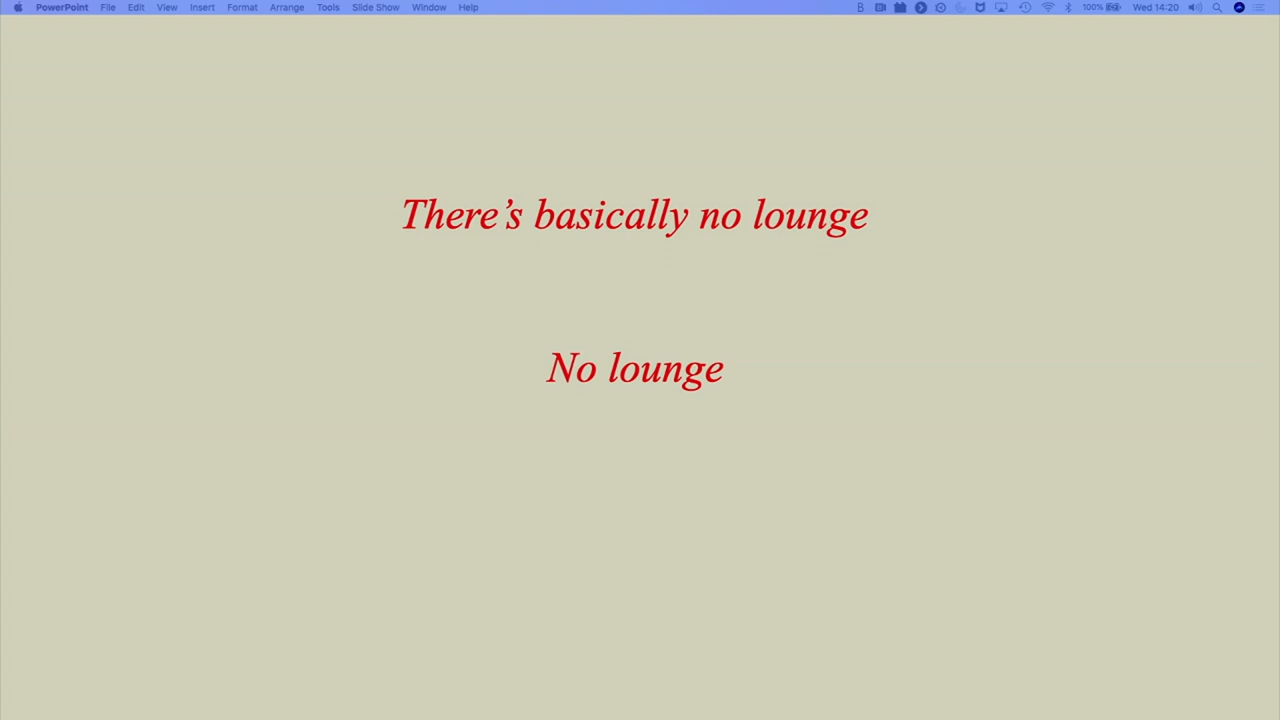 PowerPoint File Edit View Insert Format Arrange Tools Slide Show Window Help 100% Wed 14:20
There’s basically no lounge
No lounge